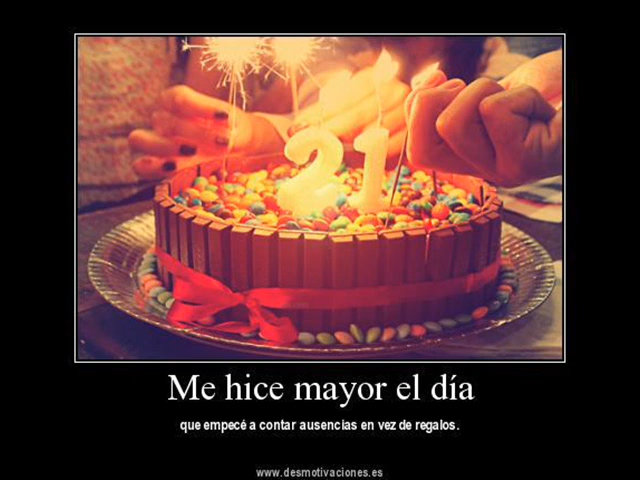 21
Me hice mayor el día
que empecé a contar ausencias en vez de regalos.
www.desmotivaciones.es